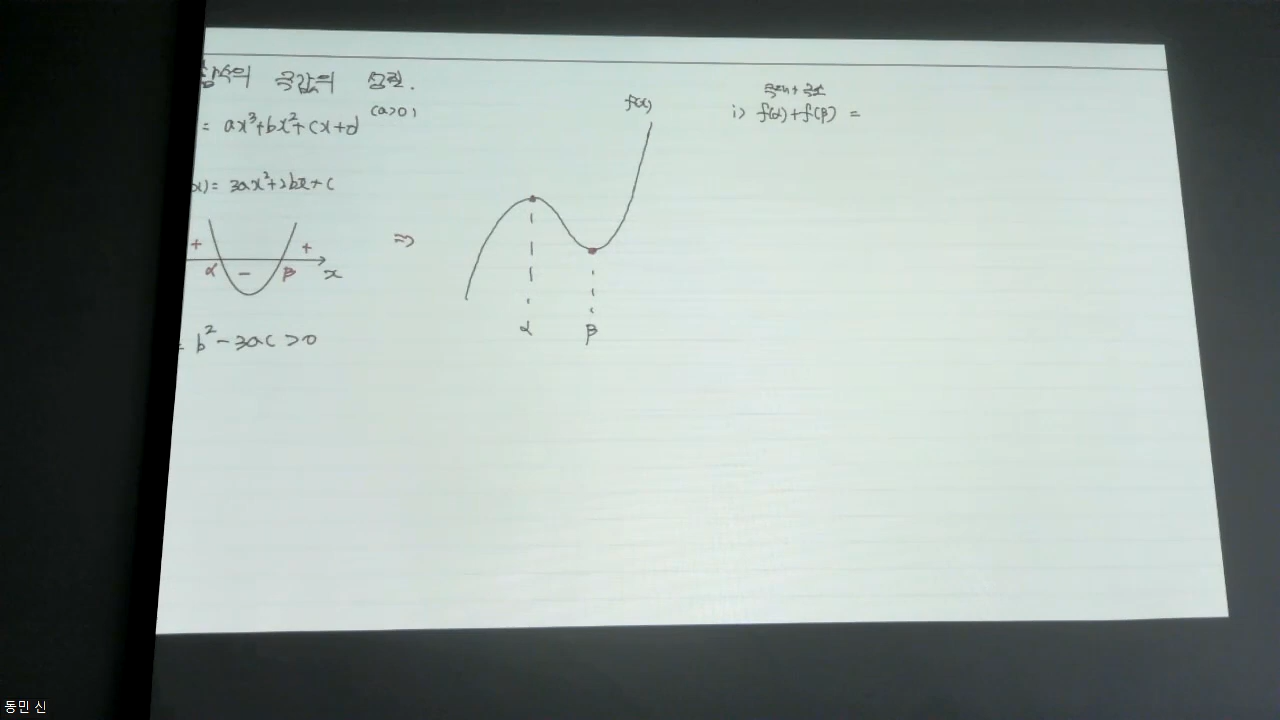 함수의 극값의 성질.
= ax³+bx²+cx+d (a>0)
(x)= 3ax²+2bx+c
+ - +
α β x
= b²-3ac >0
⇒
f(x)
α β
극대 + 극소
i) f(α)+f(β) =
동민 신